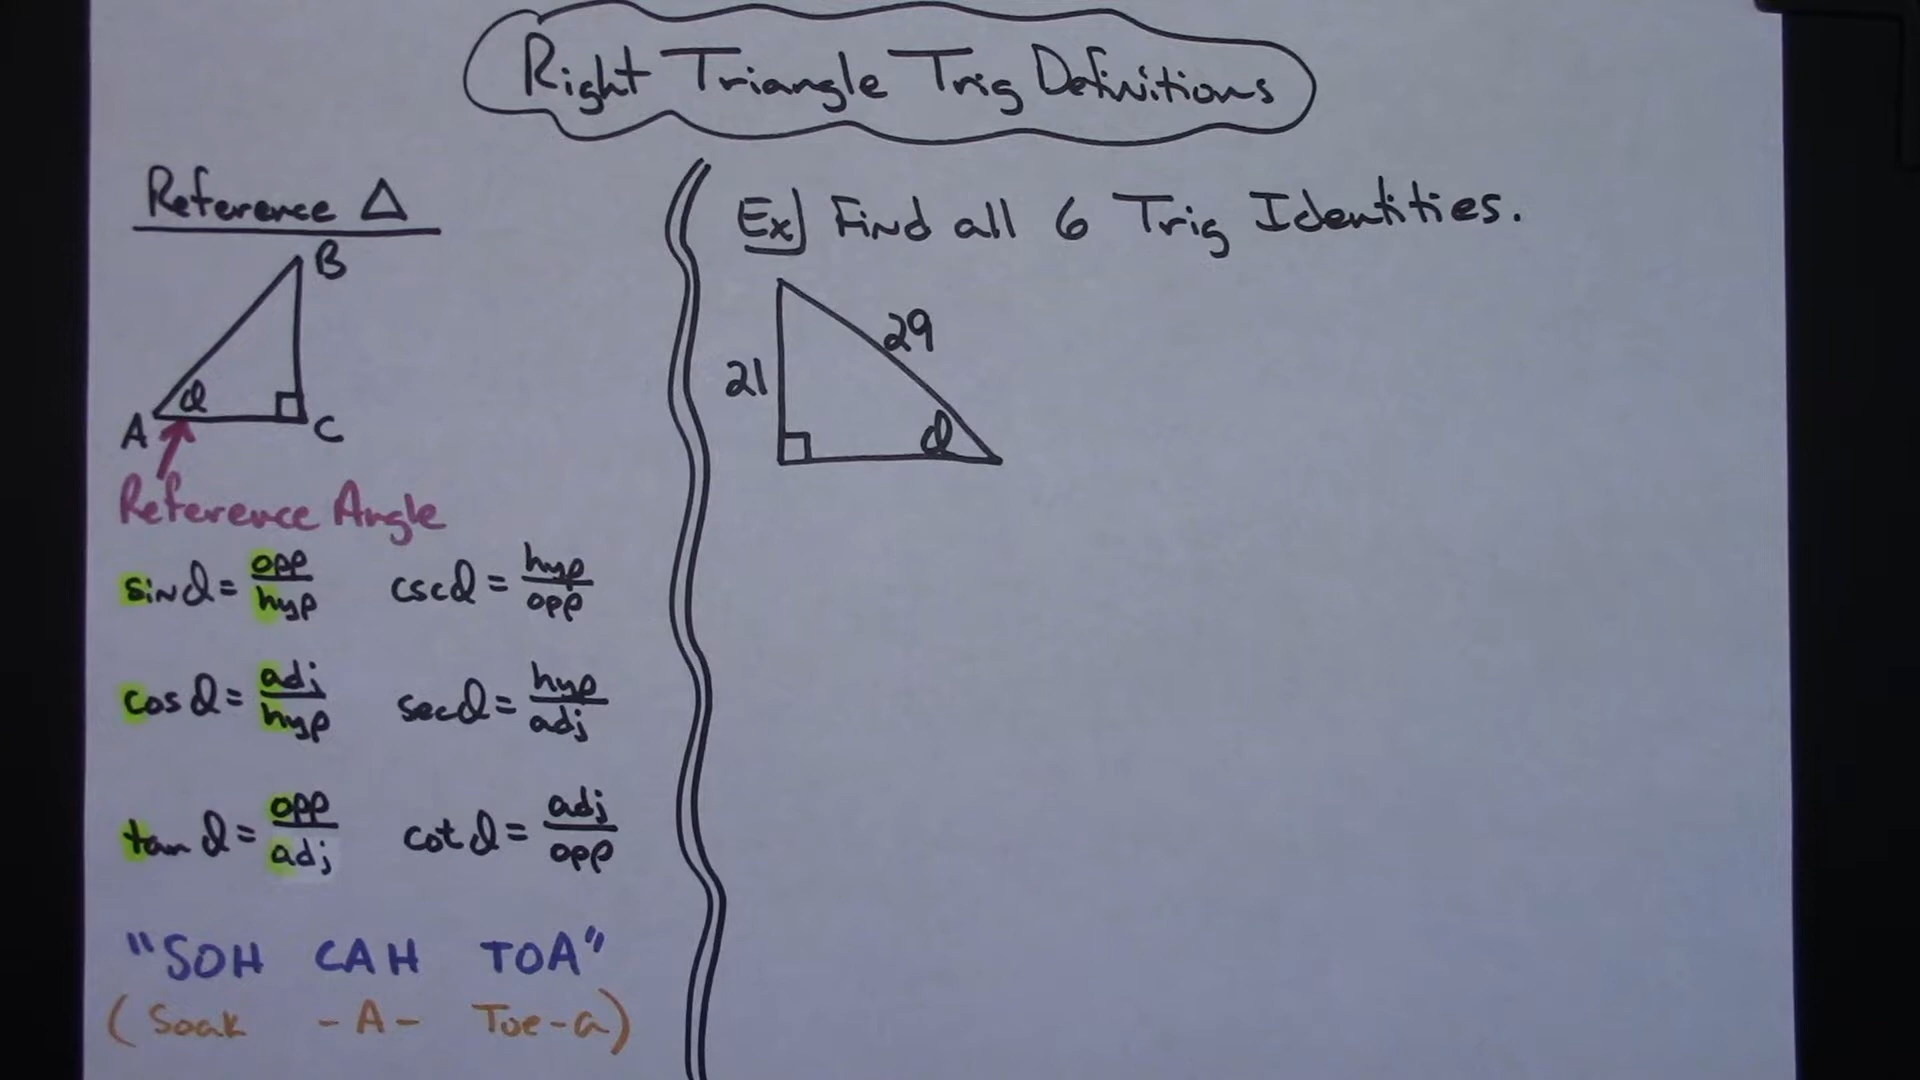 Right Triangle Trig Definitions
Reference Δ
B
A
θ
C
Reference Angle
sin θ = opp/hyp
csc θ = hyp/opp
cos θ = adj/hyp
sec θ = hyp/adj
tan θ = opp/adj
cot θ = adj/opp
"SOH CAH TOA"
(Soak -A- Toe-a)
Ex] Find all 6 Trig Identities.
29
21
θ